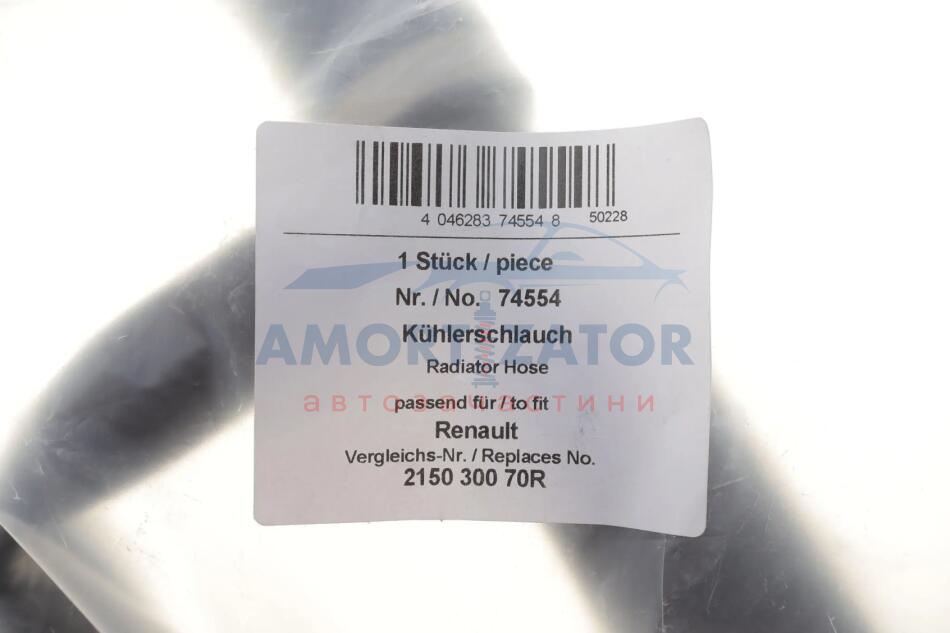 4 046283 74554 8 50228
1 Stück / piece
Nr. / No. 74554
AMORTIZATOR
Kühlerschlauch
Radiator Hose
автозапчастини
passend für / to fit
Renault
Vergleichs-Nr. / Replaces No.
2150 300 70R